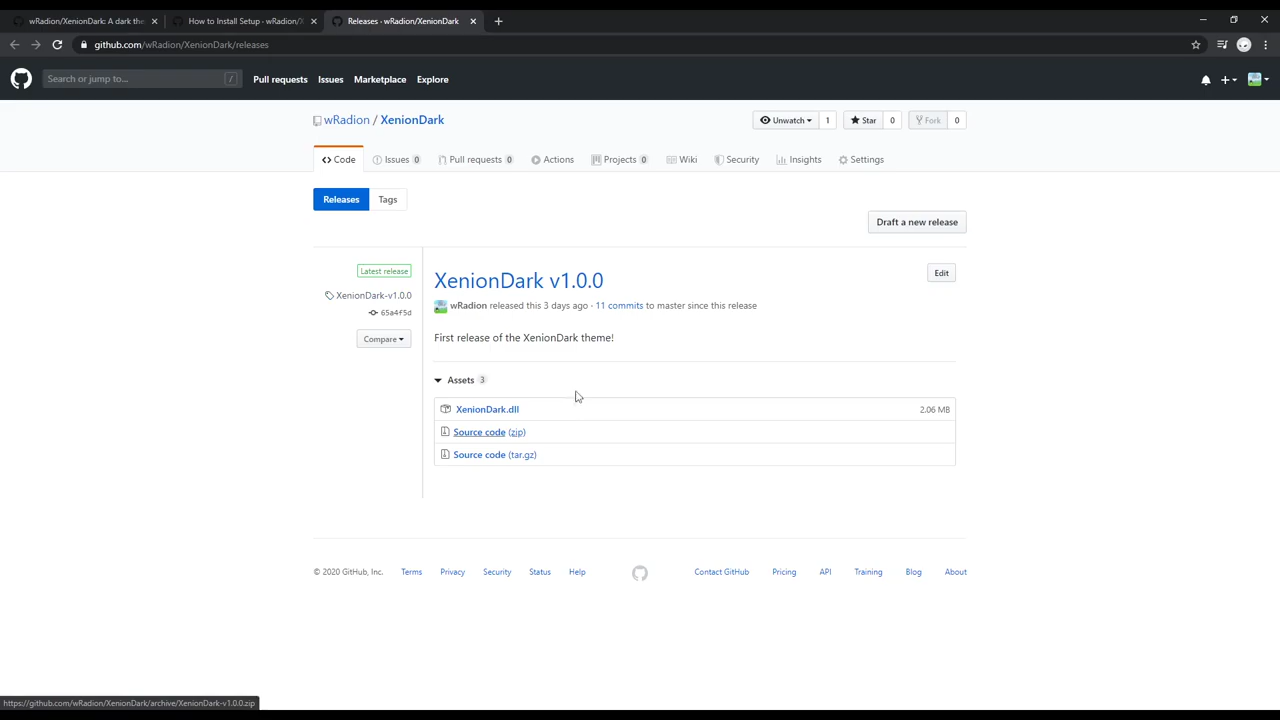 wRadion/XenionDark: A dark the
How to Install Setup · wRadion/X
Releases · wRadion/XenionDark
github.com/wRadion/XenionDark/releases
Search or jump to...
/
Pull requests
Issues
Marketplace
Explore
wRadion / XenionDark
Unwatch
1
Star
0
Fork
0
Code
Issues 0
Pull requests 0
Actions
Projects 0
Wiki
Security
Insights
Settings
Releases
Tags
Draft a new release
Latest release
XenionDark-v1.0.0
65a4f5d
Compare
XenionDark v1.0.0
Edit
wRadion released this 3 days ago · 11 commits to master since this release
First release of the XenionDark theme!
Assets 3
XenionDark.dll
2.06 MB
Source code (zip)
Source code (tar.gz)
© 2020 GitHub, Inc.
Terms
Privacy
Security
Status
Help
Contact GitHub
Pricing
API
Training
Blog
About
https://github.com/wRadion/XenionDark/archive/XenionDark-v1.0.0.zip